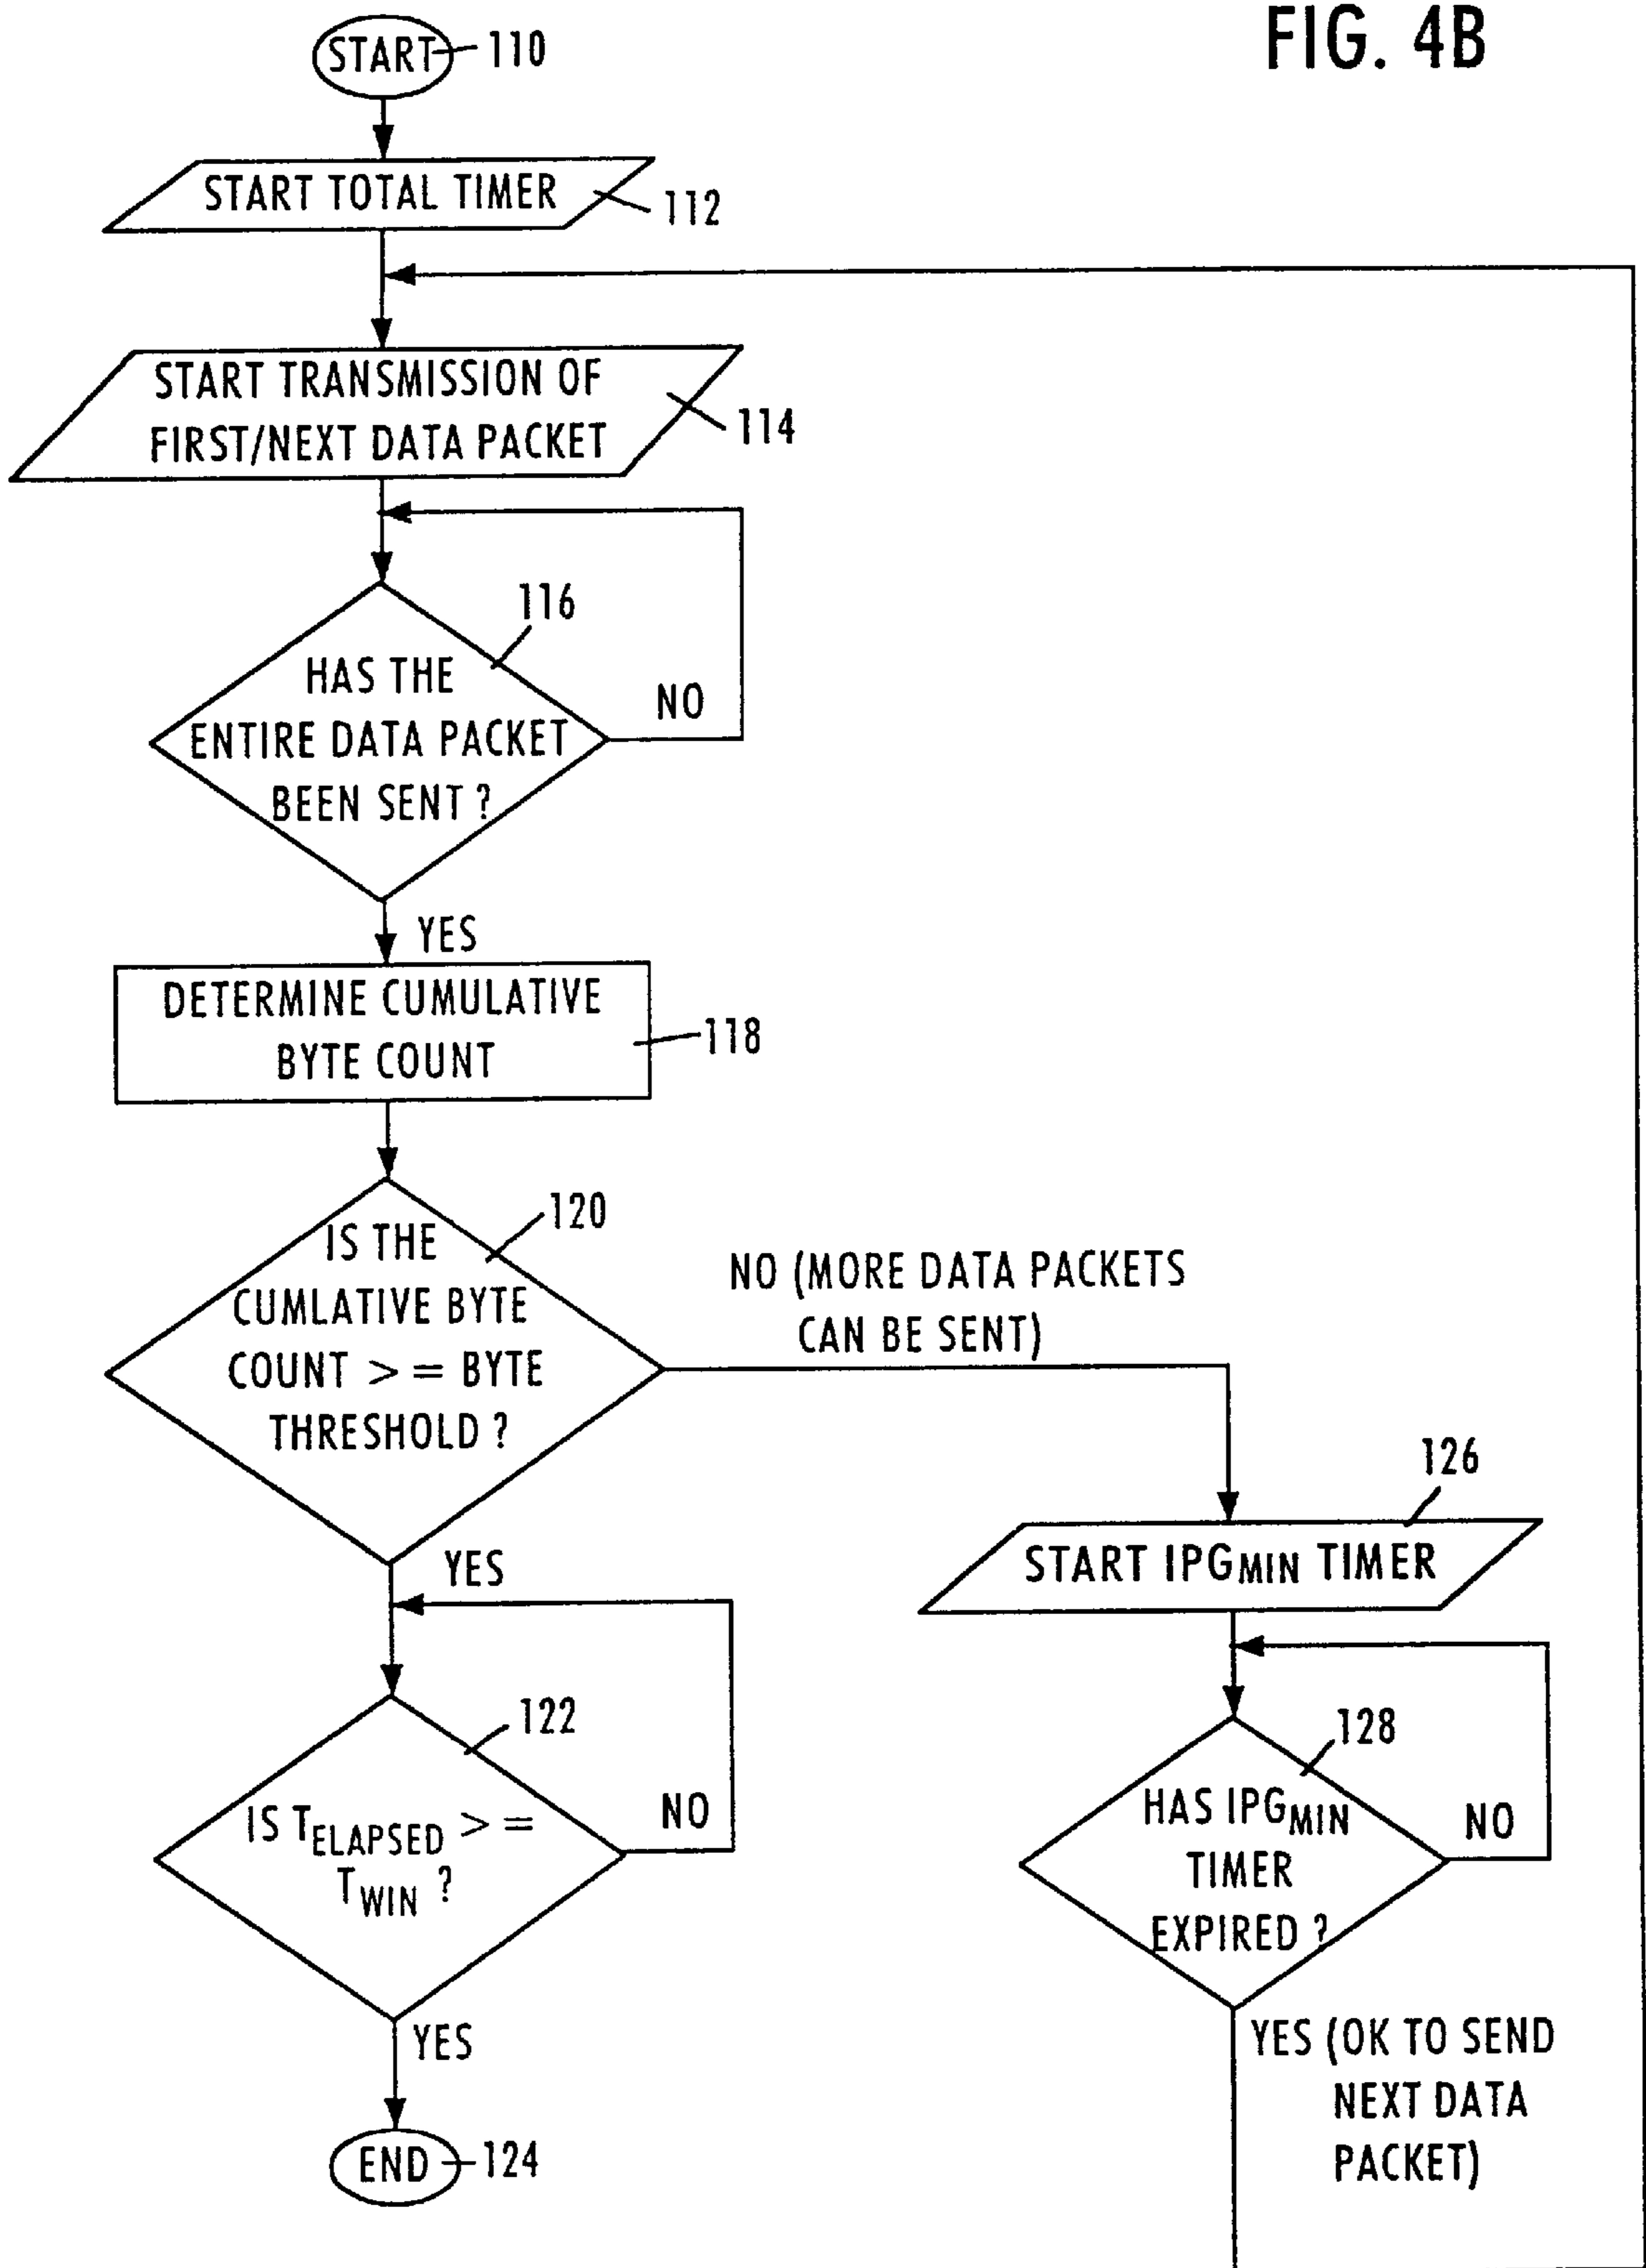 FIG. 4B
START
110
START TOTAL TIMER
112
START TRANSMISSION OF
FIRST/NEXT DATA PACKET
114
116
HAS THE
ENTIRE DATA PACKET
BEEN SENT ?
NO
YES
DETERMINE CUMULATIVE
BYTE COUNT
118
120
IS THE
CUMLATIVE BYTE
COUNT > = BYTE
THRESHOLD ?
NO (MORE DATA PACKETS
CAN BE SENT)
YES
126
START IPGMIN TIMER
122
IS TELAPSED > =
TWIN ?
NO
YES
128
HAS IPGMIN
TIMER
EXPIRED ?
NO
YES (OK TO SEND
NEXT DATA
PACKET)
END
124